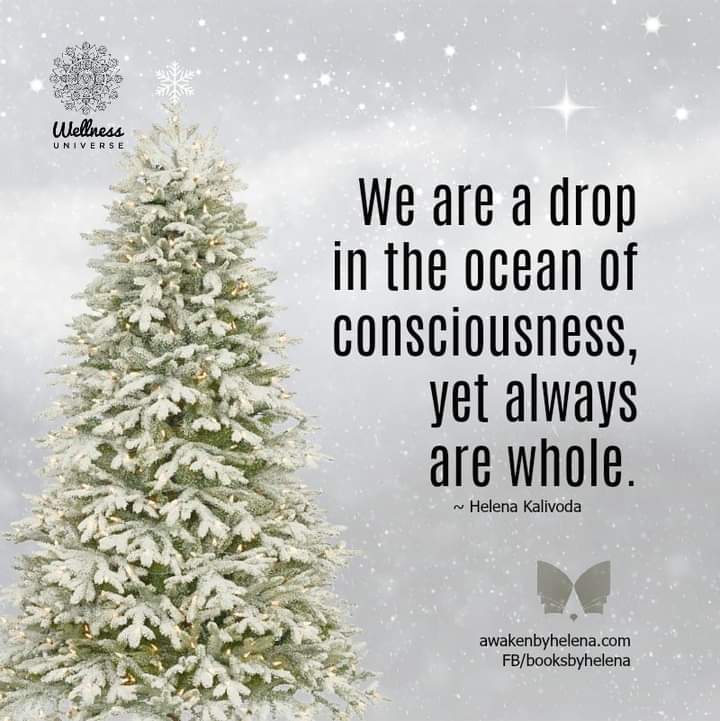 Wellness
UNIVERSE
We are a drop
in the ocean of
consciousness,
yet always
are whole.
~ Helena Kalivoda
awakenbyhelena.com
FB/booksbyhelena